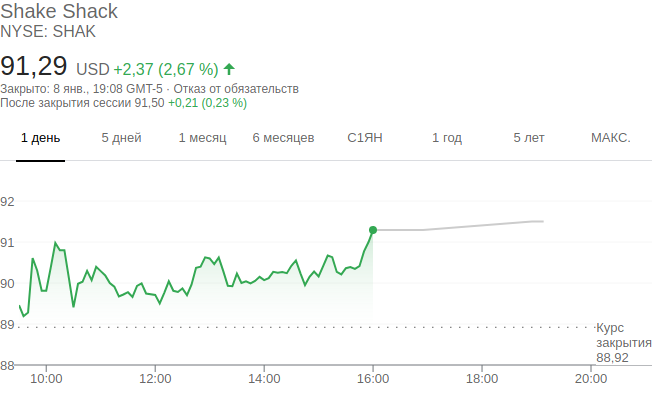 Shake Shack
NYSE: SHAK
91,29 USD +2,37 (2,67 %)
Закрыто: 8 янв., 19:08 GMT-5 · Отказ от обязательств
После закрытия сессии 91,50 +0,21 (0,23 %)
1 день 5 дней 1 месяц 6 месяцев С1ЯН 1 год 5 лет МАКС.
92
91
90
89
Курс
закрытия
88,92
88
10:00 12:00 14:00 16:00 18:00 20:00